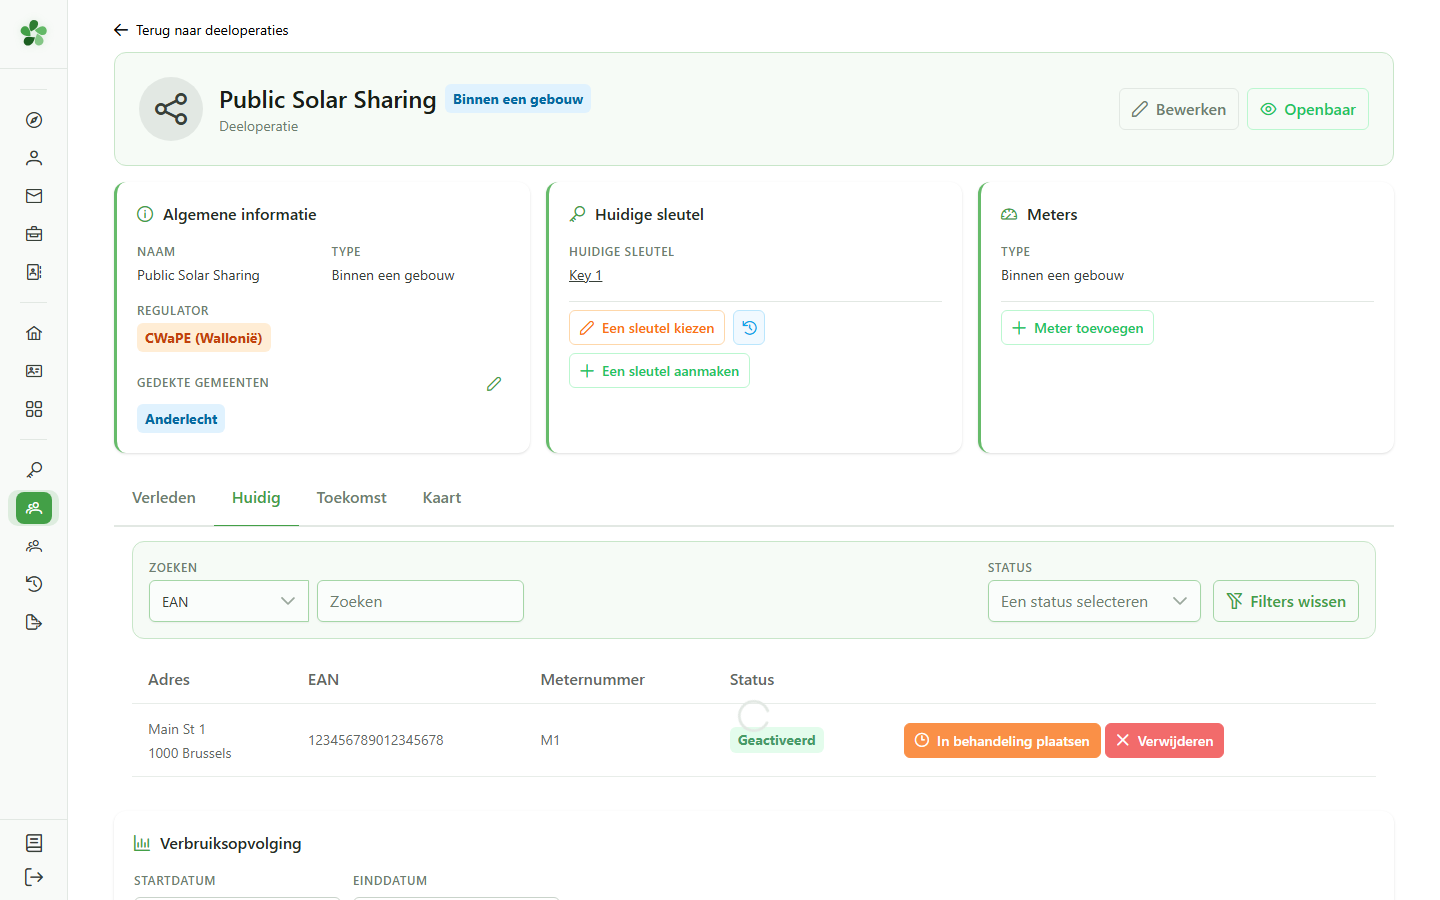 Terug naar deeloperaties
Public Solar Sharing
Binnen een gebouw
Deeloperatie
Bewerken
Openbaar
Algemene informatie
NAAM
TYPE
Public Solar Sharing
Binnen een gebouw
REGULATOR
CWaPE (Wallonië)
GEDEKTE GEMEENTEN
Anderlecht
Huidige sleutel
HUIDIGE SLEUTEL
Key 1
Een sleutel kiezen
Een sleutel aanmaken
Meters
TYPE
Binnen een gebouw
Meter toevoegen
Verleden
Huidig
Toekomst
Kaart
ZOEKEN
EAN
Zoeken
STATUS
Een status selecteren
Filters wissen
Adres
EAN
Meternummer
Status
Main St 1
1000 Brussels
123456789012345678
M1
Geactiveerd
In behandeling plaatsen
Verwijderen
Verbruiksopvolging
STARTDATUM
EINDDATUM